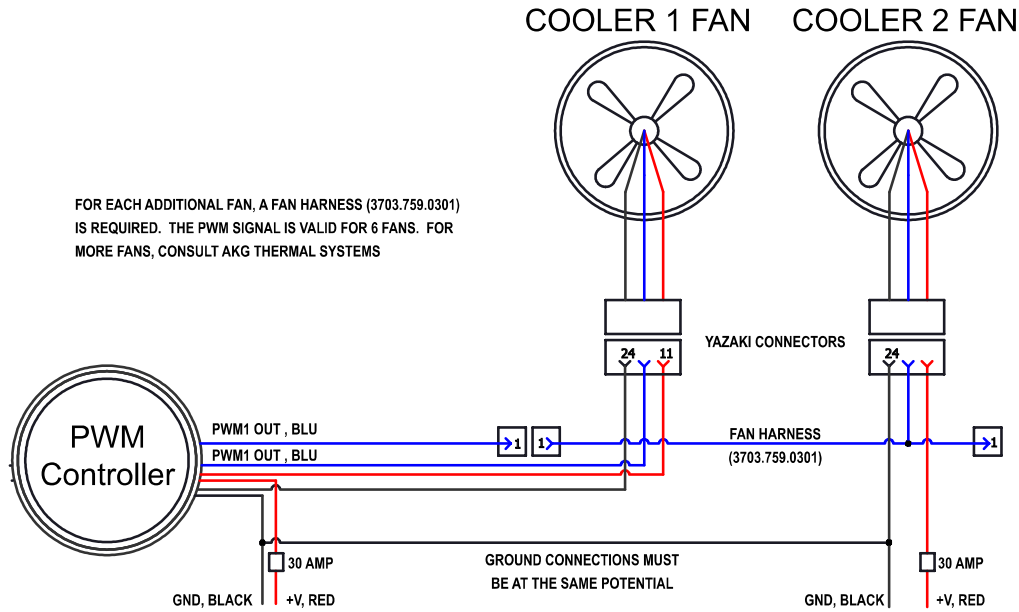 COOLER 1 FAN
COOLER 2 FAN
FOR EACH ADDITIONAL FAN, A FAN HARNESS (3703.759.0301)
IS REQUIRED. THE PWM SIGNAL IS VALID FOR 6 FANS. FOR
MORE FANS, CONSULT AKG THERMAL SYSTEMS
YAZAKI CONNECTORS
24 11
24
PWM
Controller
PWM1 OUT , BLU
PWM1 OUT , BLU
1
1
FAN HARNESS
(3703.759.0301)
1
GROUND CONNECTIONS MUST
BE AT THE SAME POTENTIAL
30 AMP
30 AMP
GND, BLACK
+V, RED
GND, BLACK
+V, RED